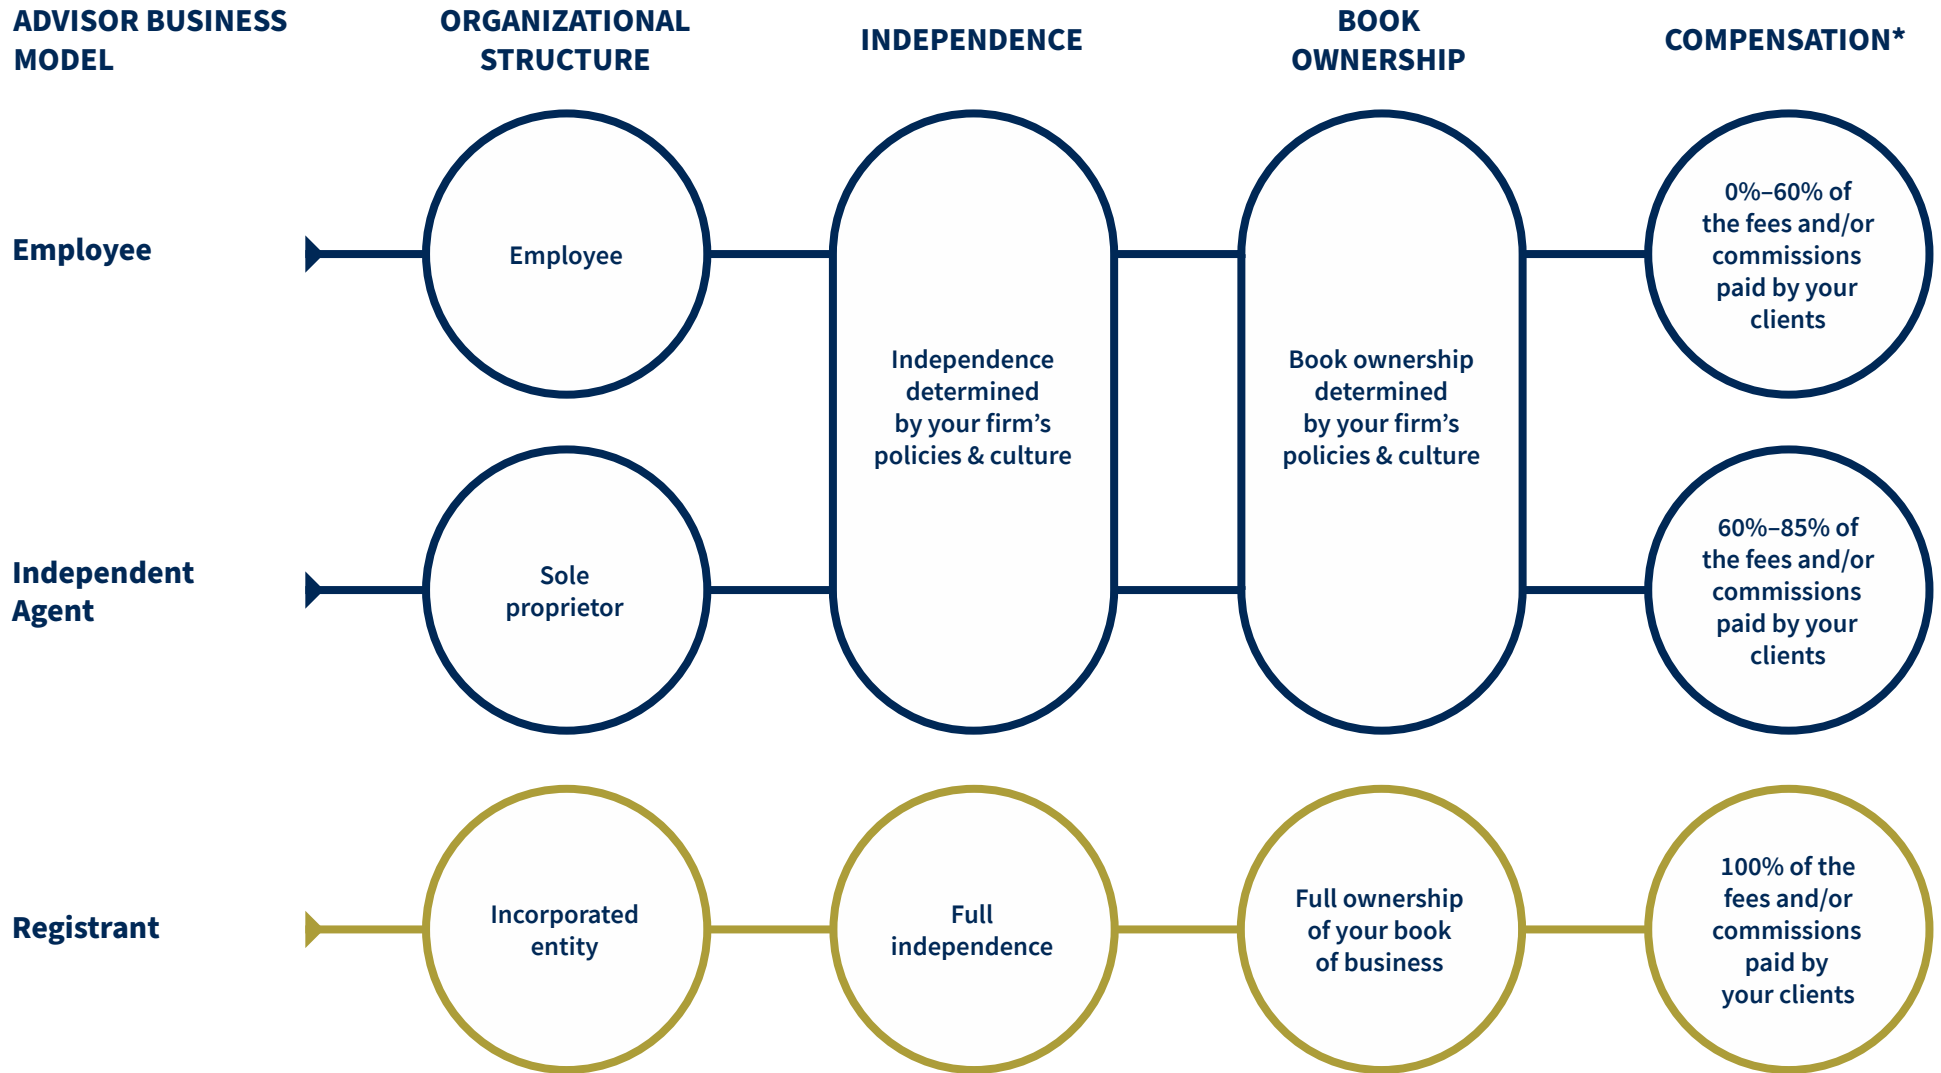 ADVISOR BUSINESS
MODEL
ORGANIZATIONAL
STRUCTURE
INDEPENDENCE
BOOK
OWNERSHIP
COMPENSATION*
Employee
Employee
Independence
determined
by your firm’s
policies & culture
Book ownership
determined
by your firm’s
policies & culture
0%–60% of
the fees and/or
commissions
paid by your
clients
Independent
Agent
Sole
proprietor
60%–85% of
the fees and/or
commissions
paid by your
clients
Registrant
Incorporated
entity
Full
independence
Full ownership
of your book
of business
100% of the
fees and/or
commissions
paid by
your clients